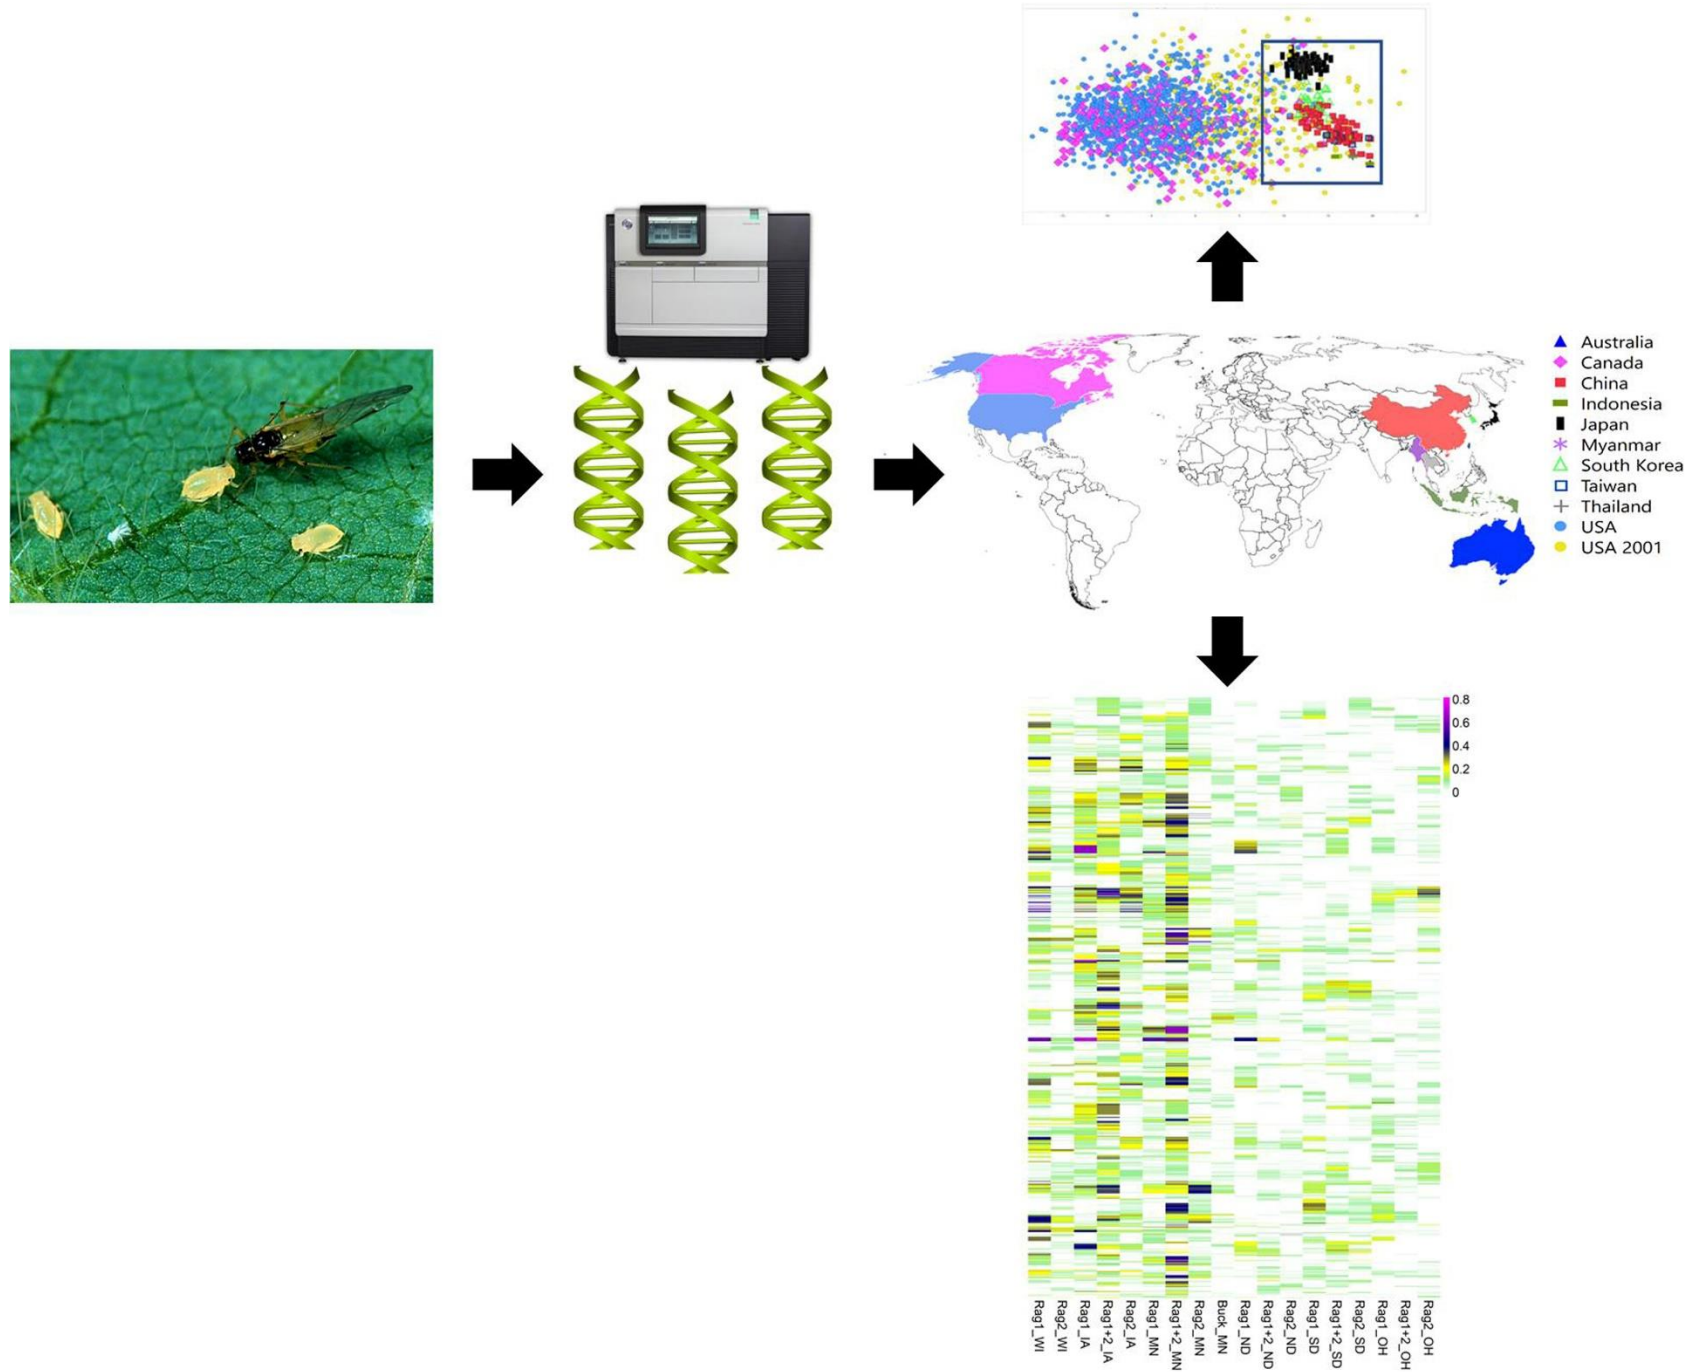 Australia
Canada
China
Indonesia
Japan
Myanmar
South Korea
Taiwan
Thailand
USA
USA 2001
0.8
0.6
0.4
0.2
0
Rag1_WI
Rag2_WI
Rag1_IA
Rag1+2_IA
Rag2_IA
Rag1_MN
Rag1+2_MN
Rag2_MN
Buck_MN
Rag1_ND
Rag1+2_ND
Rag2_ND
Rag1_SD
Rag1+2_SD
Rag2_SD
Rag1_OH
Rag1+2_OH
Rag2_OH